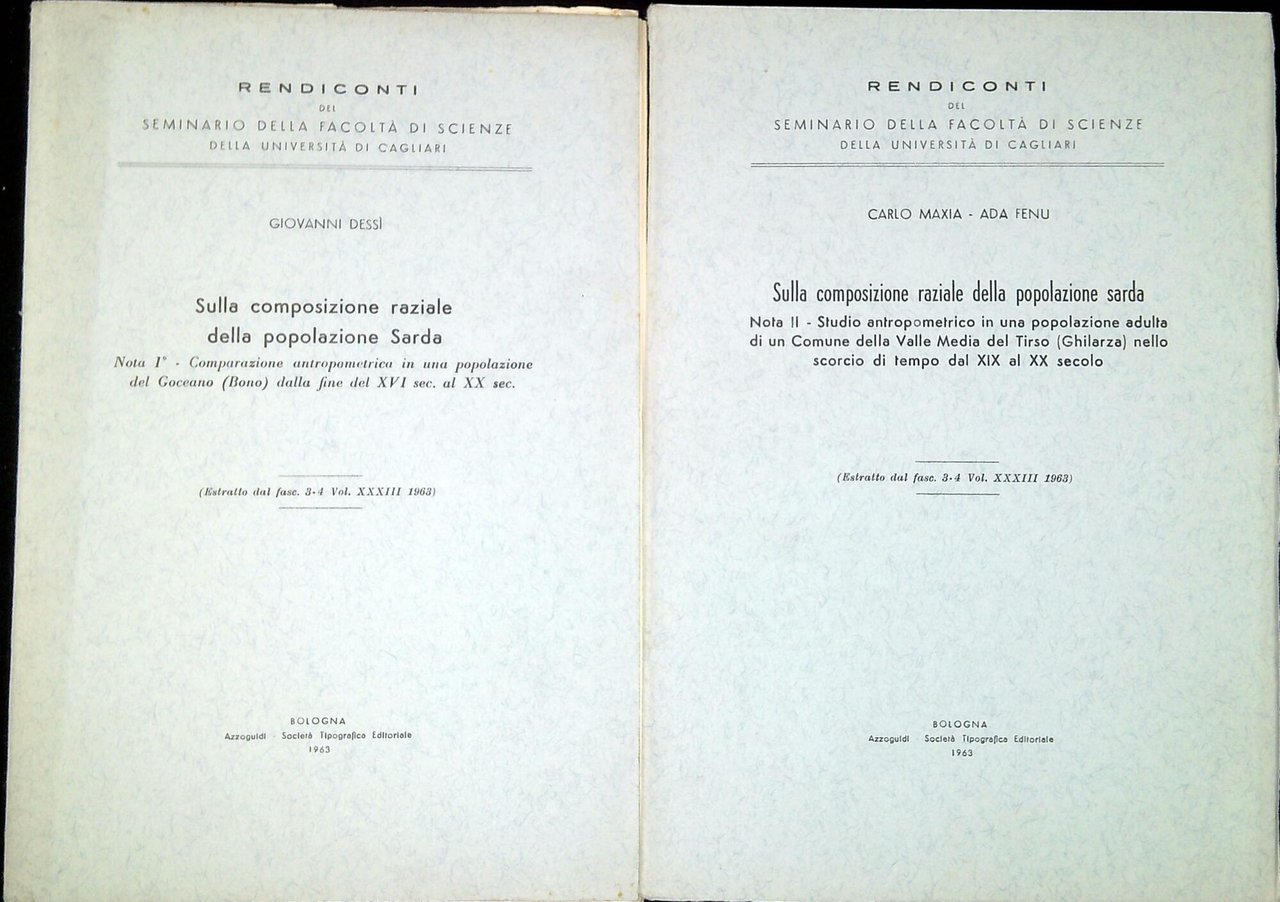 RENDICONTI
DEL
SEMINARIO DELLA FACOLTÀ DI SCIENZE
DELLA UNIVERSITÀ DI CAGLIARI
GIOVANNI DESSÌ
Sulla composizione raziale
della popolazione Sarda
Nota I° - Comparazione antropometrica in una popolazione
del Goceano (Bono) dalla fine del XVI sec. al XX sec.
(Estratto dal fasc. 3-4 Vol. XXXIII 1963)
BOLOGNA
Azzoguidi - Società Tipografica Editoriale
1963
RENDICONTI
DEL
SEMINARIO DELLA FACOLTÀ DI SCIENZE
DELLA UNIVERSITÀ DI CAGLIARI
CARLO MAXIA - ADA FENU
Sulla composizione raziale della popolazione sarda
Nota II - Studio antropometrico in una popolazione adulta
di un Comune della Valle Media del Tirso (Ghilarza) nello
scorcio di tempo dal XIX al XX secolo
(Estratto dal fasc. 3-4 Vol. XXXIII 1963)
BOLOGNA
Azzoguidi - Società Tipografica Editoriale
1963